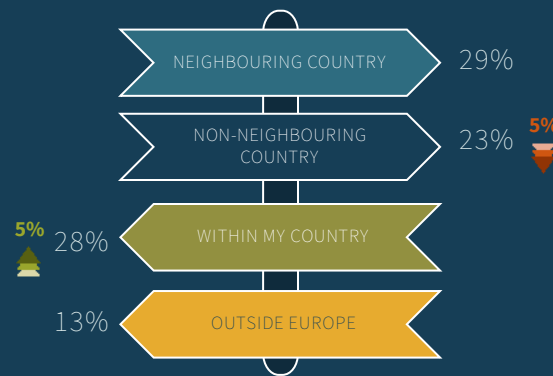 NEIGHBOURING COUNTRY
29%
NON-NEIGHBOURING
COUNTRY
23%
5%
5%
28%
WITHIN MY COUNTRY
13%
OUTSIDE EUROPE